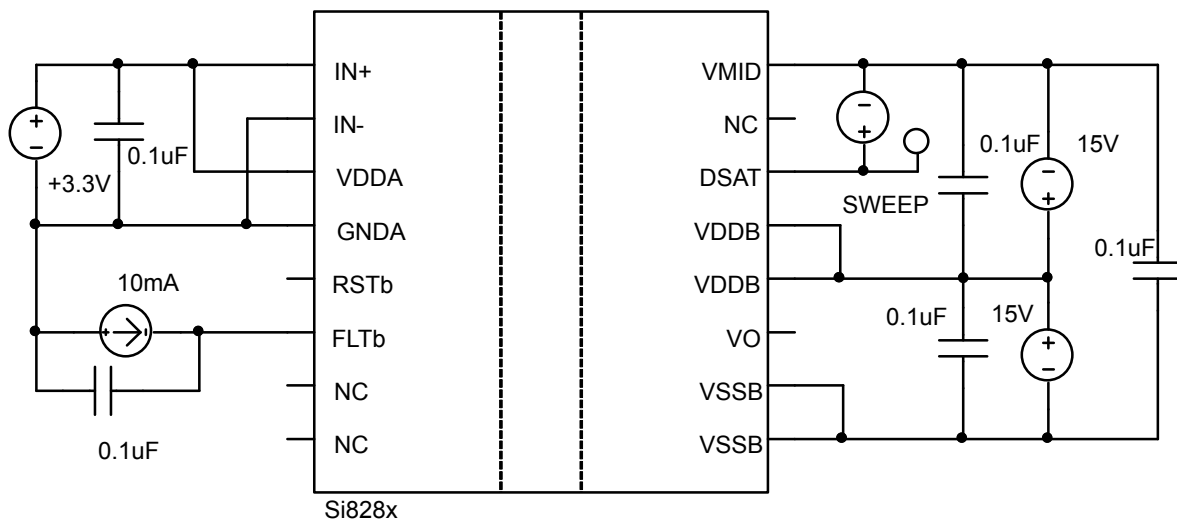 IN+ VMID
+ -
IN- NC
- +
0.1uF 0.1uF 15V
+3.3V VDDA DSAT -
SWEEP +
GNDA VDDB
0.1uF
10mA RSTb VDDB
0.1uF 15V
+ - FLTb VO +
-
NC VSSB
0.1uF NC VSSB
Si828x